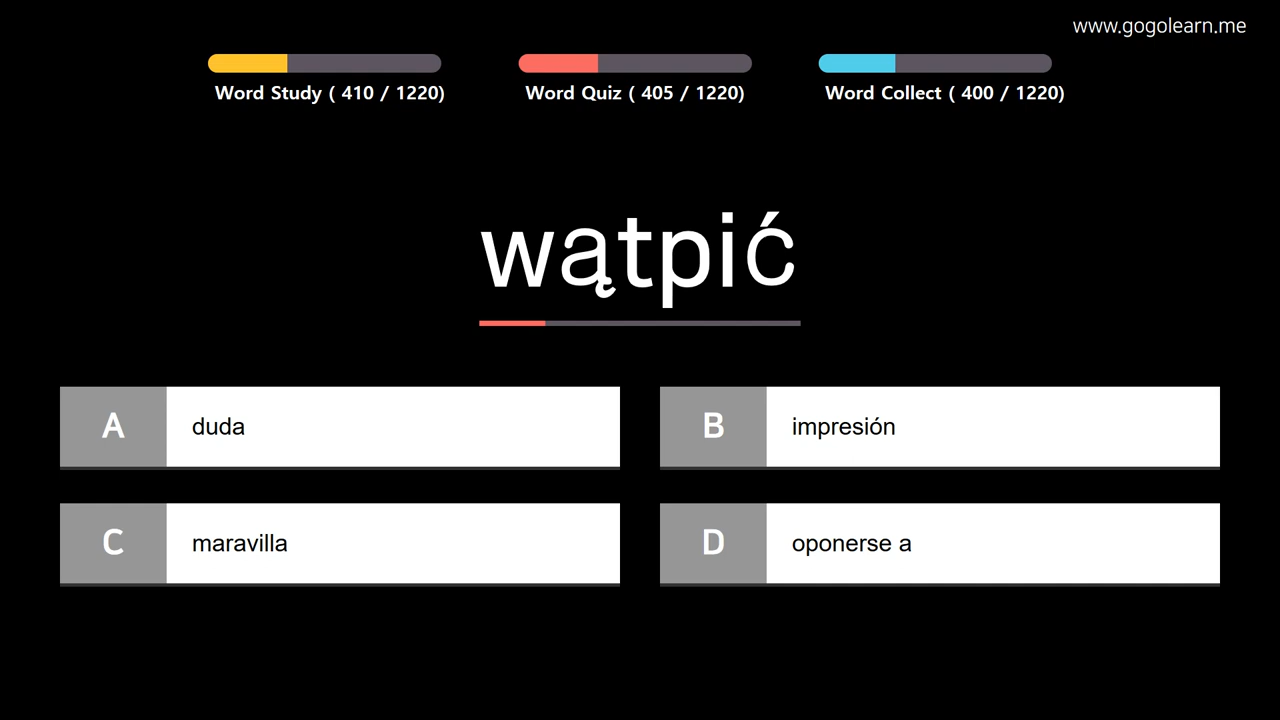 www.gogolearn.me
Word Study ( 410 / 1220)
Word Quiz ( 405 / 1220)
Word Collect ( 400 / 1220)
wątpić
A duda
B impresión
C maravilla
D oponerse a